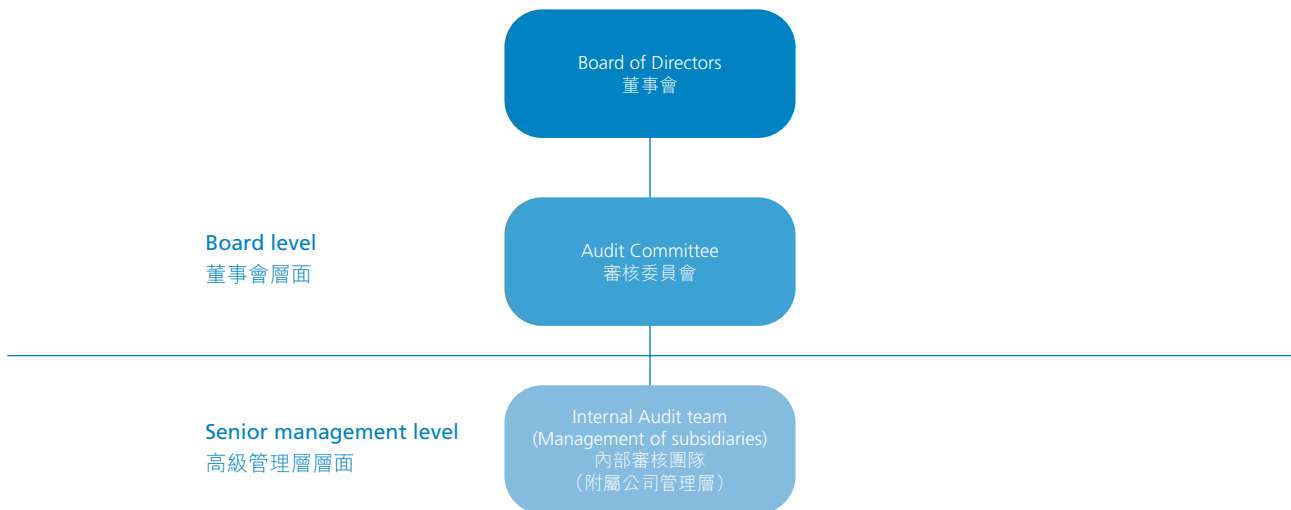 Board of Directors
董事會
Board level
董事會層面
Audit Committee
審核委員會
Senior management level
高級管理層層面
Internal Audit team
(Management of subsidiaries)
內部審核團隊
（附屬公司管理層）